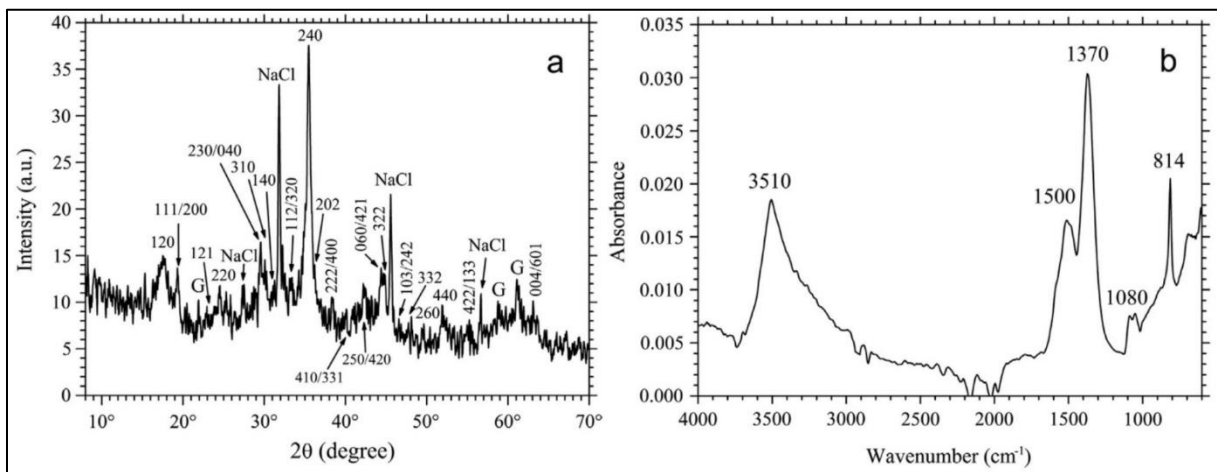 a
40
35
30
25
20
15
10
5
0
Intensity (a.u.)
240
NaCl
230/040
310
140
111/200
120
121
G
220
NaCl
112/320
202
222/400
060/421
322
NaCl
103/242
332
260
440
422/133
NaCl
G
G
004/601
410/331
250/420
10° 20° 30° 40° 50° 60° 70°
2θ (degree)
b
0.035
0.030
0.025
0.020
0.015
0.010
0.005
0.000
Absorbance
3510
1500
1370
1080
814
4000 3500 3000 2500 2000 1500 1000
Wavenumber (cm⁻¹)